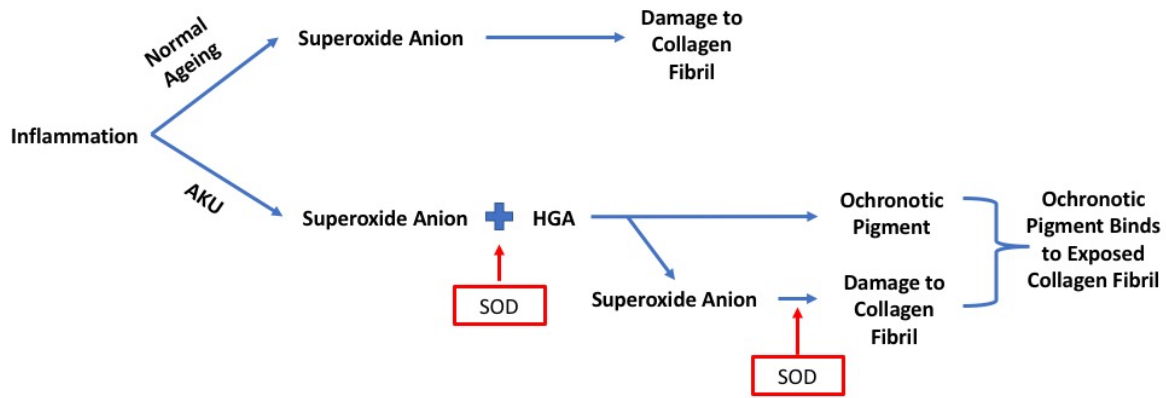 Normal
Ageing
Superoxide Anion
Damage to
Collagen
Fibril
Inflammation
AKU
Superoxide Anion
HGA
Ochronotic
Pigment
Ochronotic
Pigment Binds
to Exposed
Collagen Fibril
SOD
Superoxide Anion
Damage to
Collagen
Fibril
SOD